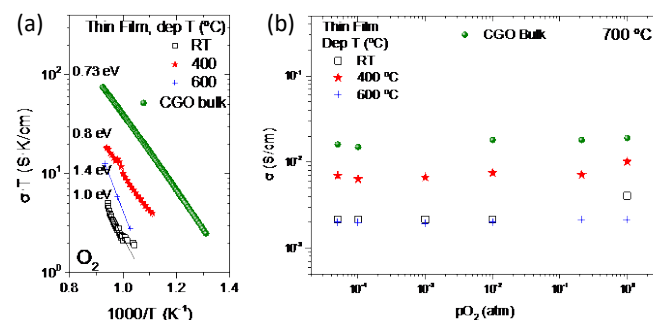 (a)
Thin Film, dep T (ºC)
RT
400
600
CGO bulk
0.73 eV
0.8 eV
1.4 eV
1.0 eV
O2
10²
10¹
10⁰
σ·T (S·K/cm)
0.8 1.0 1.2 1.4
1000/T (K⁻¹)
(b)
Thin Film
Dep T (ºC)
RT
400 ºC
600 ºC
CGO Bulk
700 ºC
10⁻¹
10⁻²
10⁻³
σ (S/cm)
10⁻⁴ 10⁻³ 10⁻² 10⁻¹ 10⁰
pO₂ (atm)